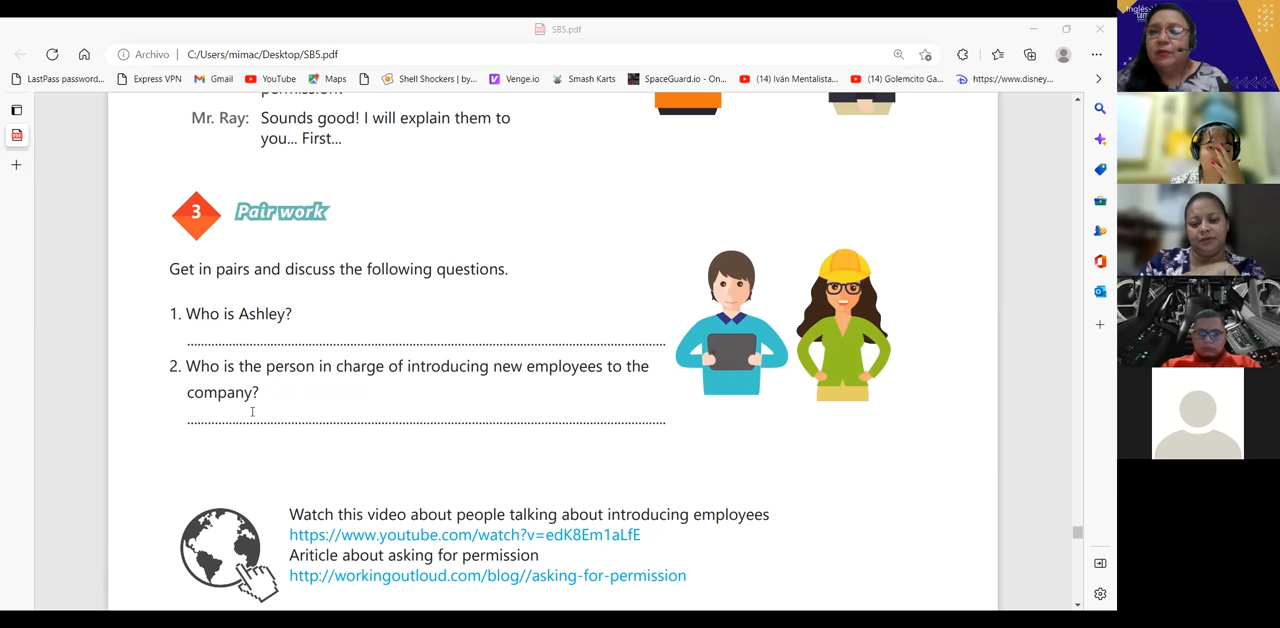 SB5.pdf
Archivo | C:/Users/mimac/Desktop/SB5.pdf
LastPass password... Express VPN Gmail YouTube Maps Shell Shockers | by... Venge.io Smash Karts SpaceGuard.io - On... (14) Iván Mentalista... (14) Golemcito Ga... https://www.disney...
Mr. Ray: Sounds good! I will explain them to
you... First...
3 Pair work
Get in pairs and discuss the following questions.
1. Who is Ashley?
2. Who is the person in charge of introducing new employees to the
company?
Watch this video about people talking about introducing employees
https://www.youtube.com/watch?v=edK8Em1aLfE
Ariticle about asking for permission
http://workingoutloud.com/blog//asking-for-permission